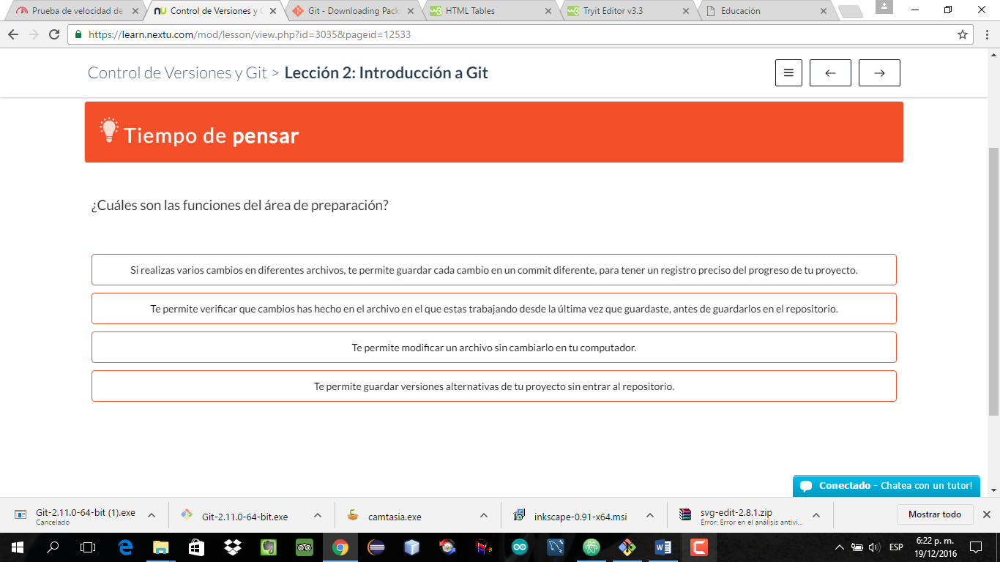 Prueba de velocidad de
Control de Versiones y G
Git - Downloading Pack
HTML Tables
Tryit Editor v3.3
Educación
https://learn.nextu.com/mod/lesson/view.php?id=3035&pageid=12533
Control de Versiones y Git > Lección 2: Introducción a Git
Tiempo de pensar
¿Cuáles son las funciones del área de preparación?
Si realizas varios cambios en diferentes archivos, te permite guardar cada cambio en un commit diferente, para tener un registro preciso del progreso de tu proyecto.
Te permite verificar que cambios has hecho en el archivo en el que estas trabajando desde la última vez que guardaste, antes de guardarlos en el repositorio.
Te permite modificar un archivo sin cambiarlo en tu computador.
Te permite guardar versiones alternativas de tu proyecto sin entrar al repositorio.
Conectado - Chatea con un tutor!
Git-2.11.0-64-bit (1).exe
Cancelado
Git-2.11.0-64-bit.exe
camtasia.exe
inkscape-0.91-x64.msi
svg-edit-2.8.1.zip
Error: Error en el análisis antivi...
Mostrar todo
ESP
6:22 p. m.
19/12/2016